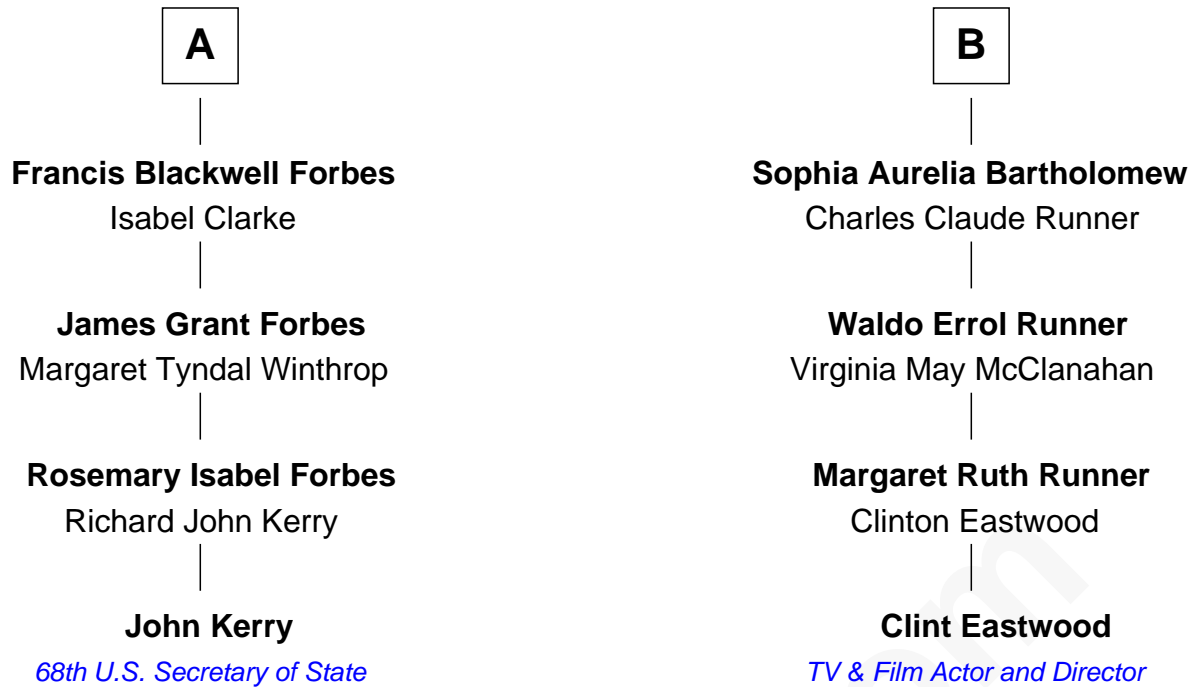 A
Francis Blackwell Forbes
Isabel Clarke
James Grant Forbes
Margaret Tyndal Winthrop
Rosemary Isabel Forbes
Richard John Kerry
John Kerry
68th U.S. Secretary of State
B
Sophia Aurelia Bartholomew
Charles Claude Runner
Waldo Errol Runner
Virginia May McClanahan
Margaret Ruth Runner
Clinton Eastwood
Clint Eastwood
TV & Film Actor and Director